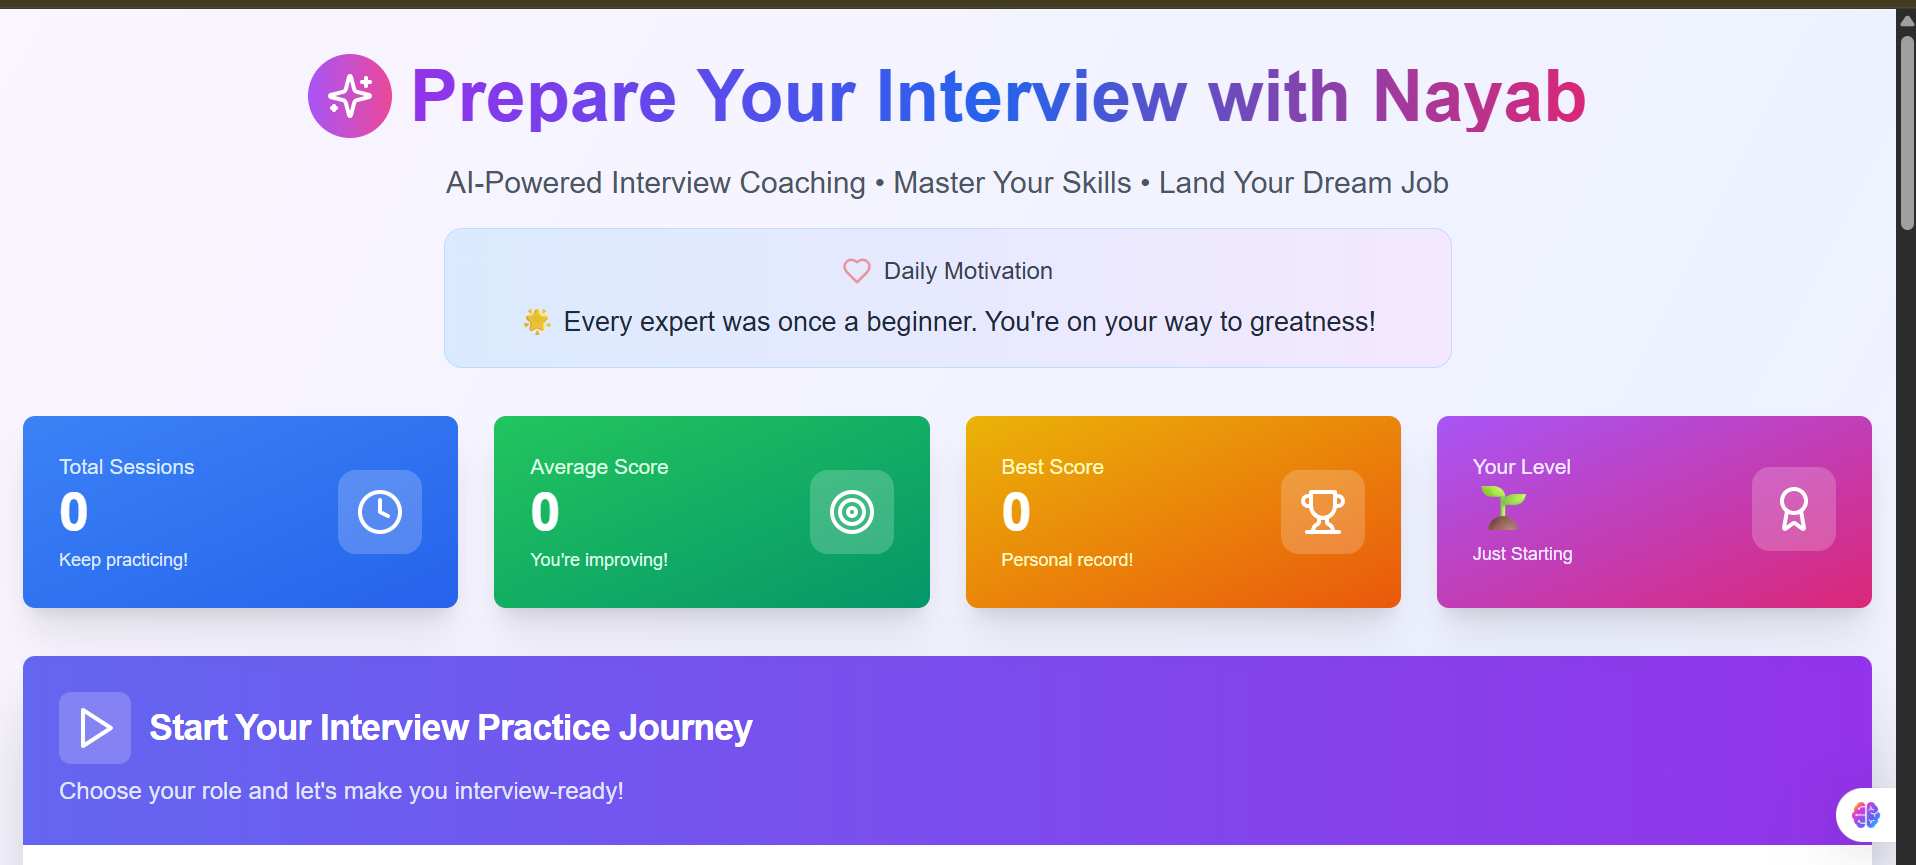 Prepare Your Interview with Nayab
AI-Powered Interview Coaching • Master Your Skills • Land Your Dream Job
Daily Motivation
🌟 Every expert was once a beginner. You're on your way to greatness!
Total Sessions
0
Keep practicing!
Average Score
0
You're improving!
Best Score
0
Personal record!
Your Level
🌱
Just Starting
Start Your Interview Practice Journey
Choose your role and let's make you interview-ready!